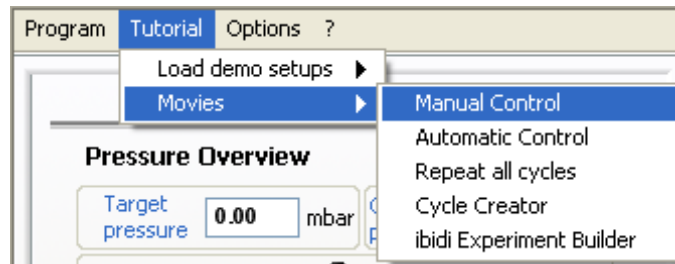 Program Tutorial Options ?
Load demo setups
Movies
Manual Control
Automatic Control
Repeat all cycles
Cycle Creator
ibidi Experiment Builder
Pressure Overview
Target
pressure
0.00 mbar